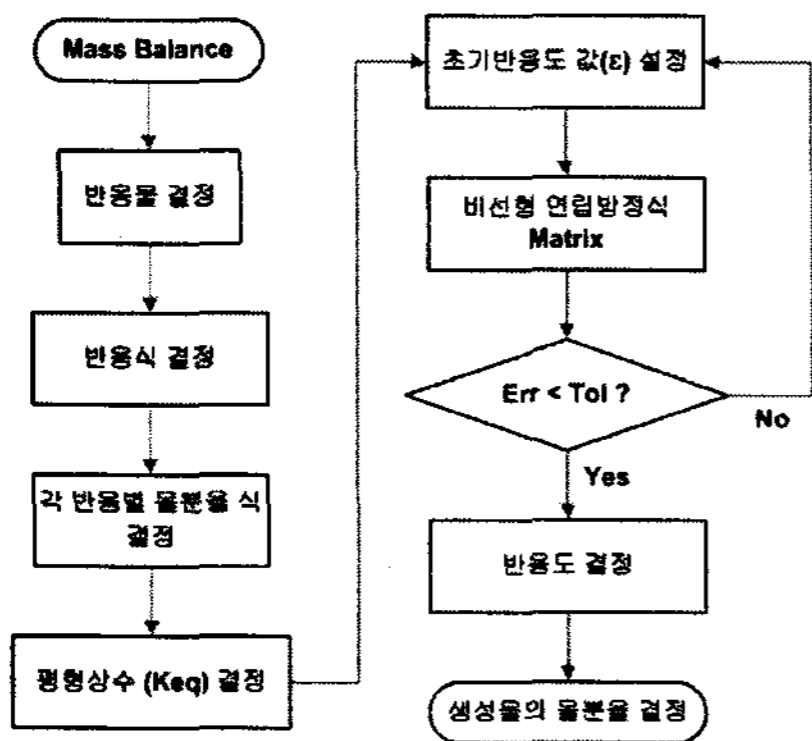 Mass Balance
반응물 결정
반응식 결정
각 반응별 몰분율 식
결정
평형상수 (Keq) 결정
초기반응도 값(ε) 설정
비선형 연립방정식
Matrix
Err < Tol ?
No
Yes
반응도 결정
생성물의 몰분율 결정